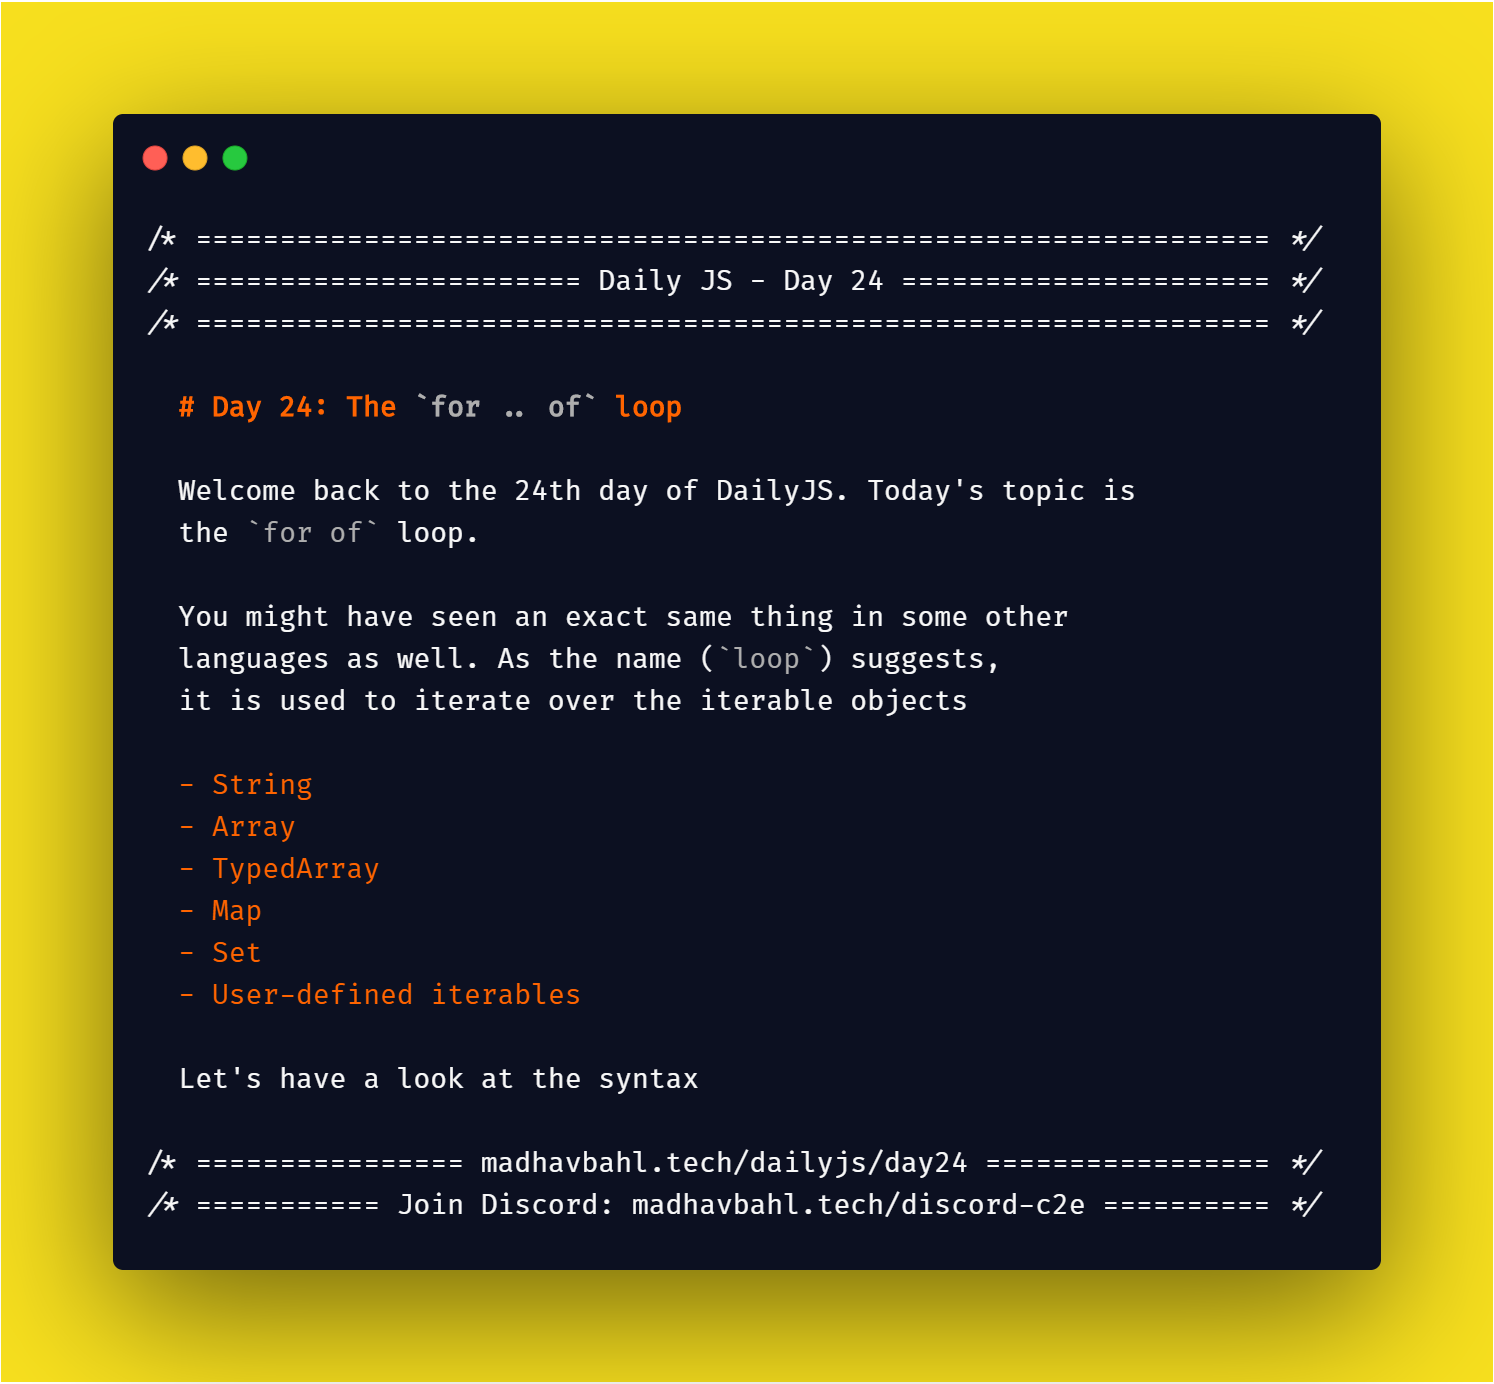 /* ================================================================ */
/* ======================= Daily JS - Day 24 ====================== */
/* ================================================================ */
# Day 24: The `for .. of` loop
Welcome back to the 24th day of DailyJS. Today's topic is
the `for of` loop.
You might have seen an exact same thing in some other
languages as well. As the name (`loop`) suggests,
it is used to iterate over the iterable objects
- String
- Array
- TypedArray
- Map
- Set
- User-defined iterables
Let's have a look at the syntax
/* ================ madhavbahl.tech/dailyjs/day24 ================= */
/* =========== Join Discord: madhavbahl.tech/discord-c2e ========== */